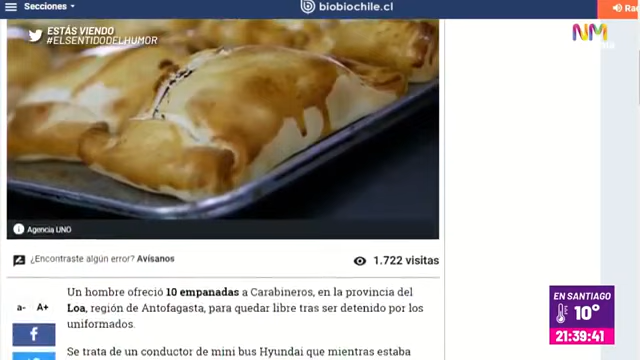 Secciones
biobiochile.cl
Ra
ESTÁS VIENDO
#ELSENTIDODELHUMOR
NM
Agencia UNO
¿Encontraste algún error? Avísanos
1.722 visitas
a- A+
Un hombre ofreció 10 empanadas a Carabineros, en la provincia del
Loa, región de Antofagasta, para quedar libre tras ser detenido por los
uniformados.
Se trata de un conductor de mini bus Hyundai que mientras estaba
EN SANTIAGO
10°
21:39:41